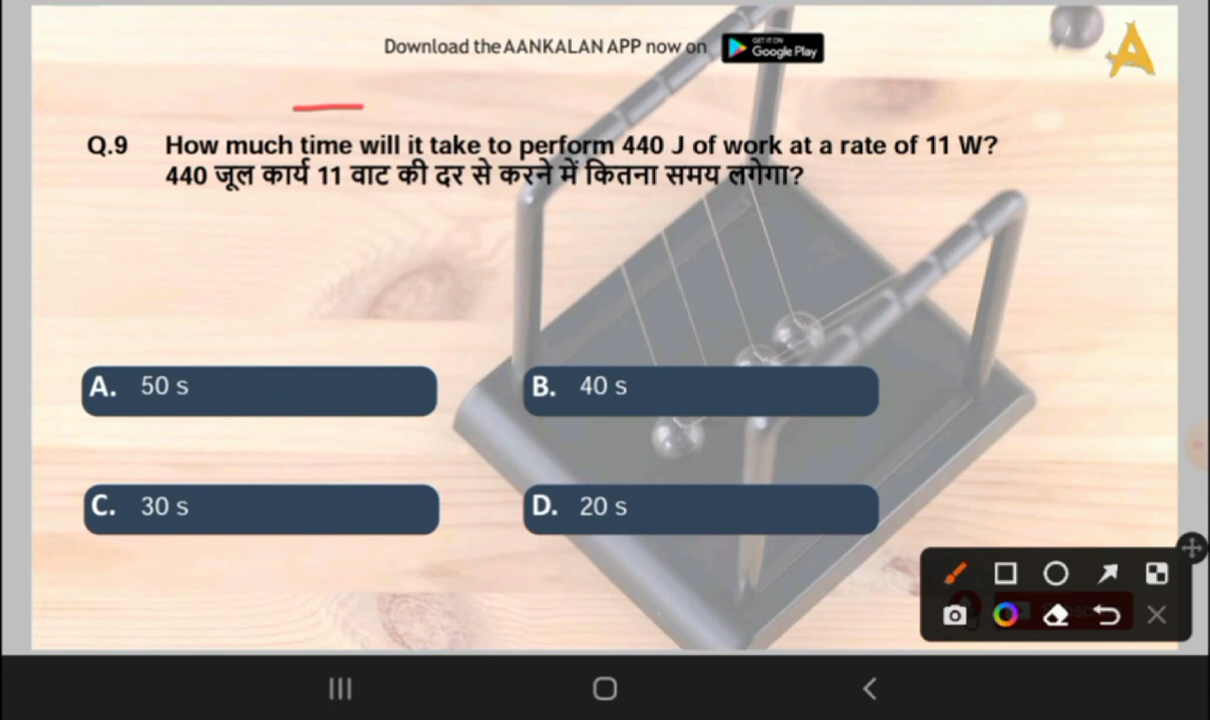 Download the AANKALAN APP now on GET IT ON Google Play
Q.9 How much time will it take to perform 440 J of work at a rate of 11 W?
440 जूल कार्य 11 वाट की दर से करने में कितना समय लगेगा?
A. 50 s
B. 40 s
C. 30 s
D. 20 s